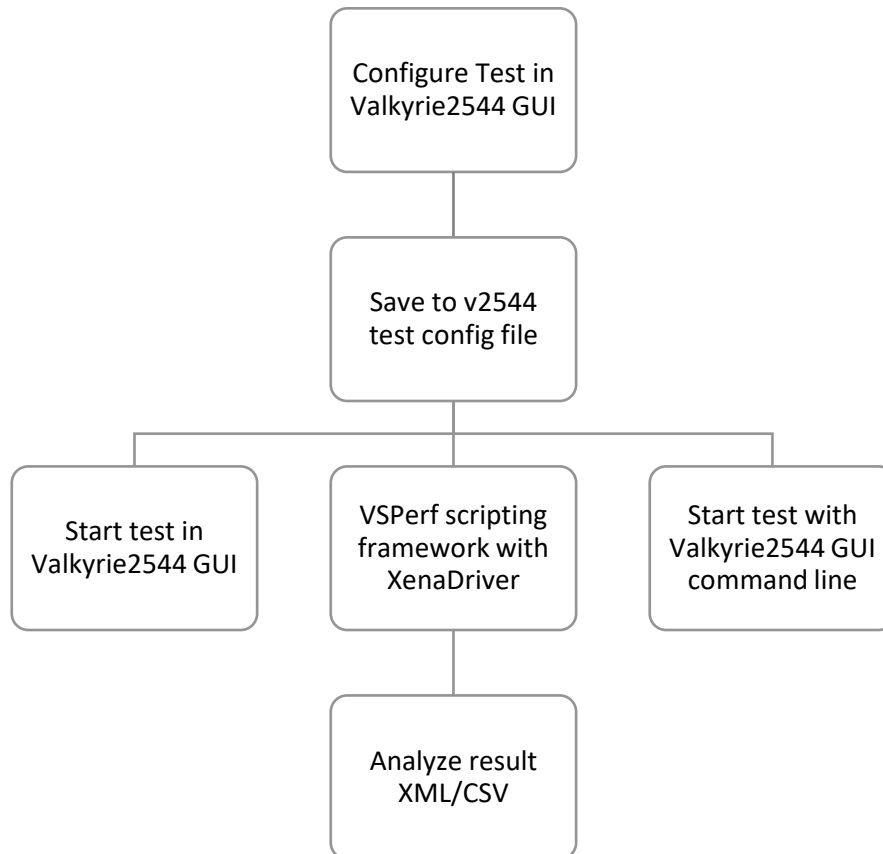 Configure Test in
Valkyrie2544 GUI
Save to v2544
test config file
Start test in
Valkyrie2544 GUI
VSPerf scripting
framework with
XenaDriver
Start test with
Valkyrie2544 GUI
command line
Analyze result
XML/CSV